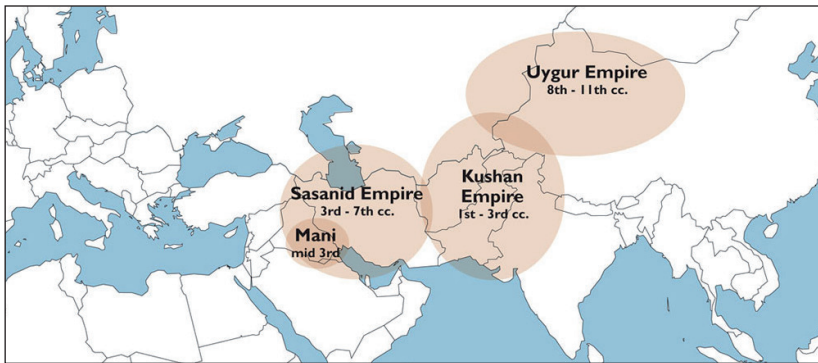 Uygur Empire
8th - 11th cc.
Kushan
Empire
1st - 3rd cc.
Sasanid Empire
3rd - 7th cc.
Mani
mid 3rd